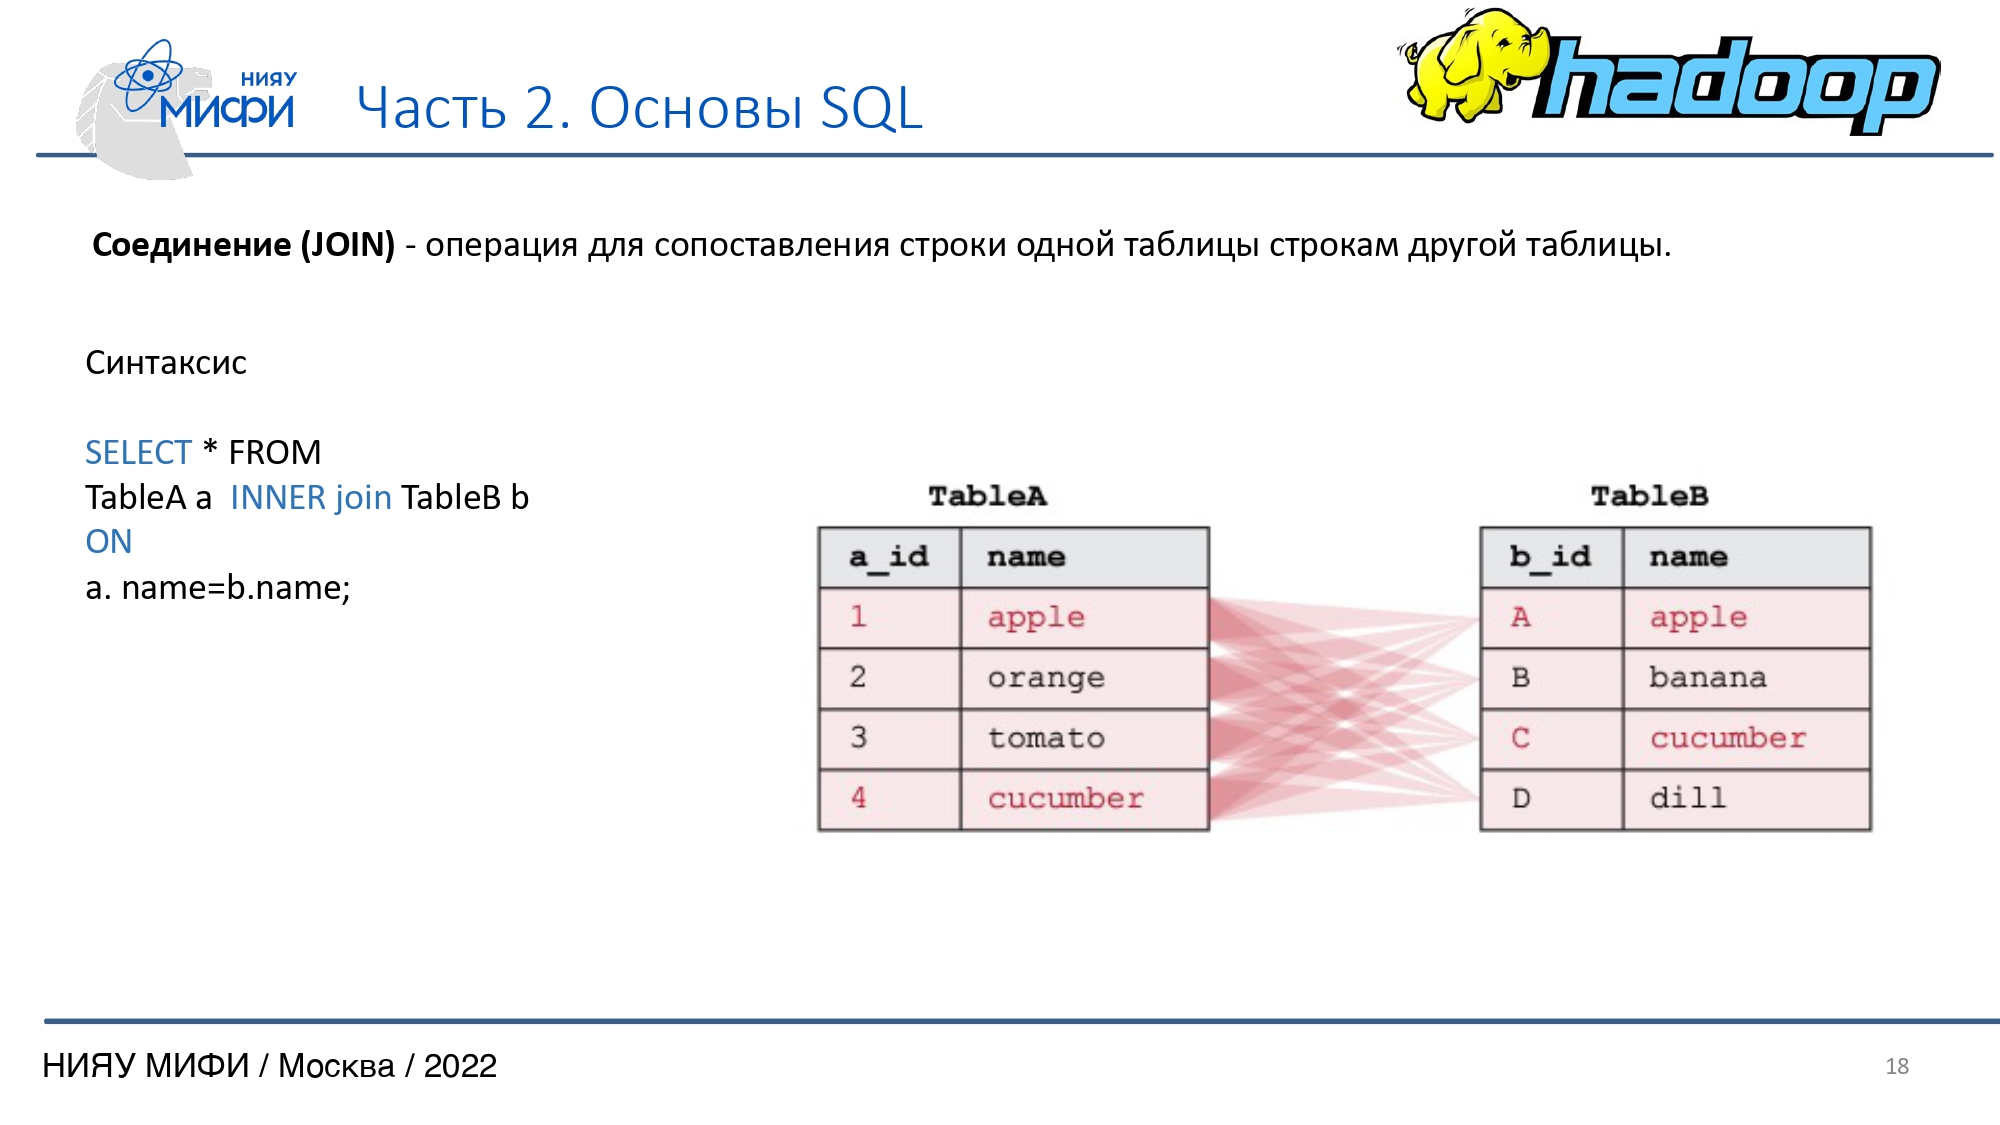 НИЯУ
МИФИ
Часть 2. Основы SQL
hadoop
Соединение (JOIN) - операция для сопоставления строки одной таблицы строкам другой таблицы.
Синтаксис
SELECT * FROM
TableA a INNER join TableB b
ON
a. name=b.name;
TableA
a_id name
1 apple
2 orange
3 tomato
4 cucumber
TableB
b_id name
A apple
B banana
C cucumber
D dill
НИЯУ МИФИ / Москва / 2022
18